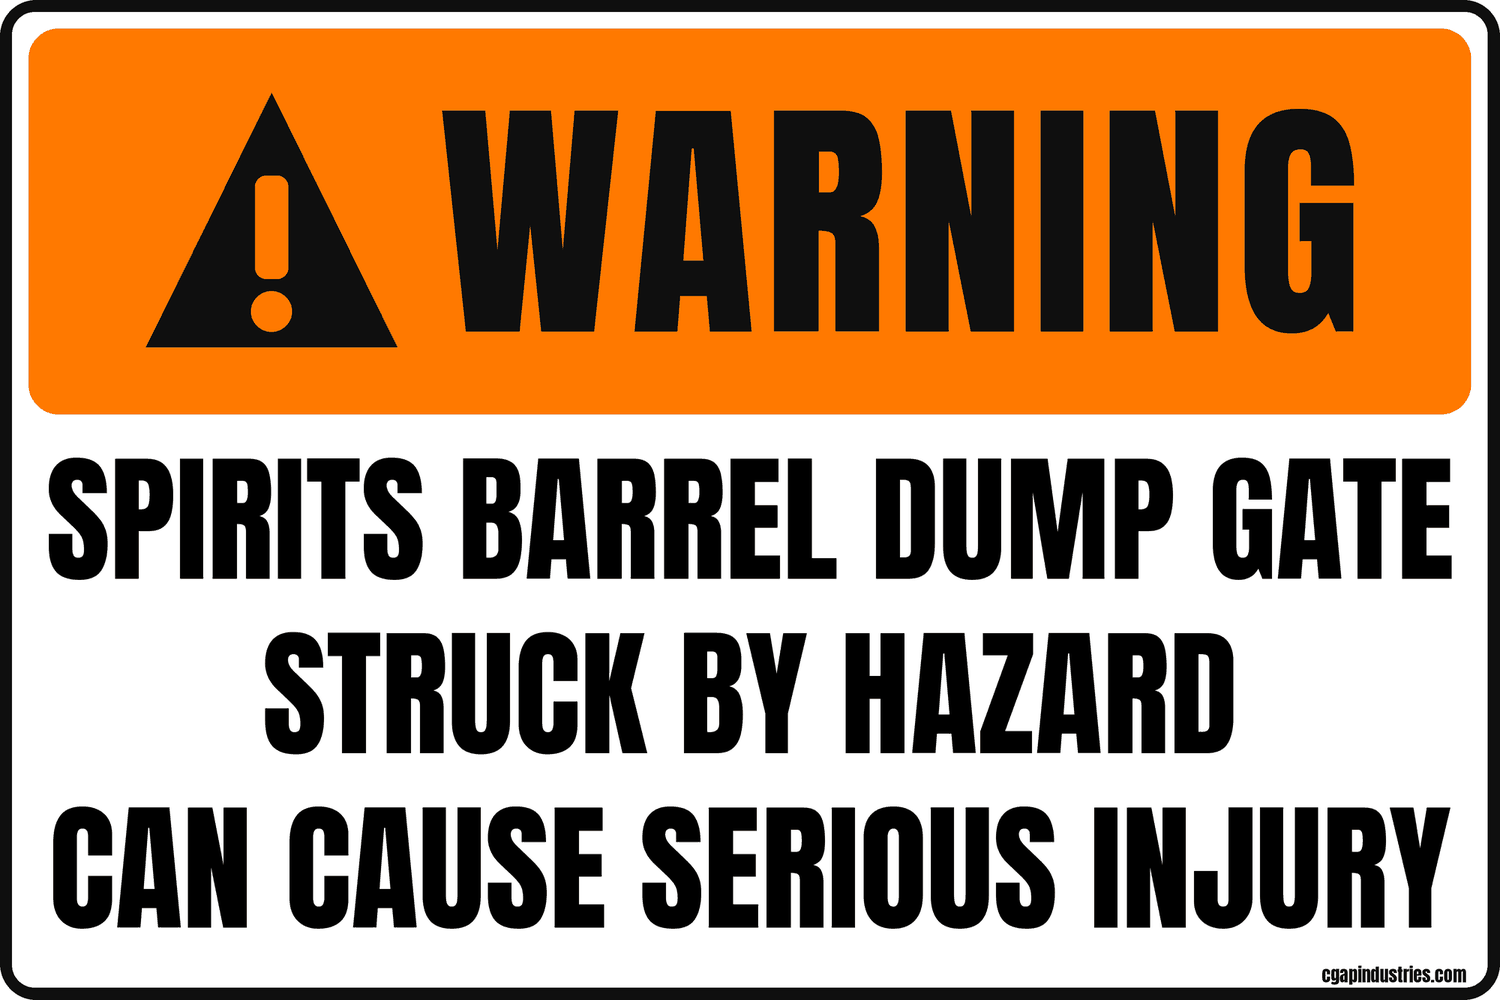 WARNING
SPIRITS BARREL DUMP GATE
STRUCK BY HAZARD
CAN CAUSE SERIOUS INJURY
cgapindustries.com